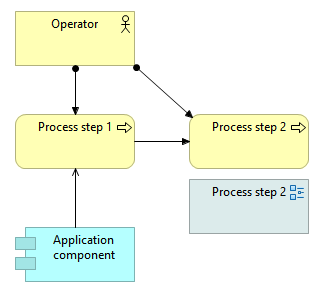 Operator
Process step 1
Process step 2
Process step 2
Application
component